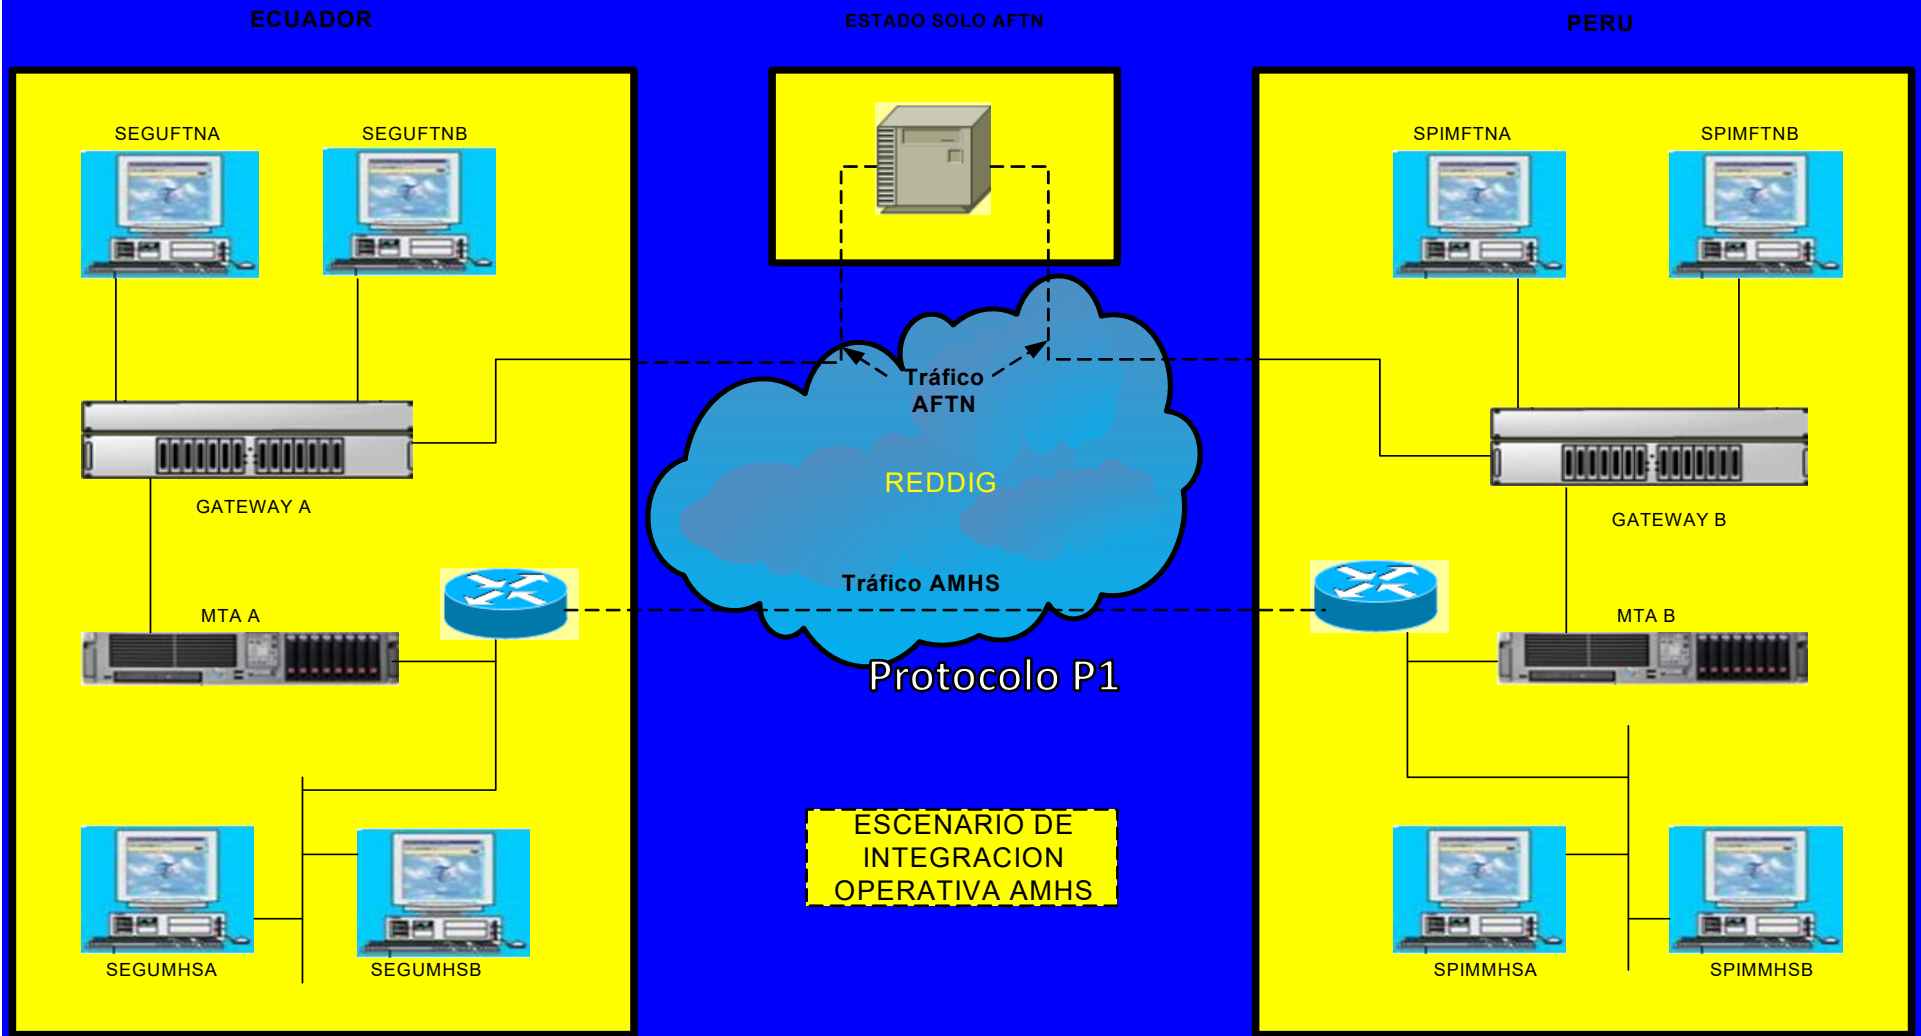 ECUADOR
ESTADO SOLO AFTN
PERU
SEGUFTNA
SEGUFTNB
SPIMFTNA
SPIMFTNB
Tráfico
AFTN
REDDIG
GATEWAY A
GATEWAY B
Tráfico AMHS
MTA A
MTA B
Protocolo P1
ESCENARIO DE
INTEGRACION
OPERATIVA AMHS
SEGUMHSA
SEGUMHSB
SPIMMHSA
SPIMMHSB